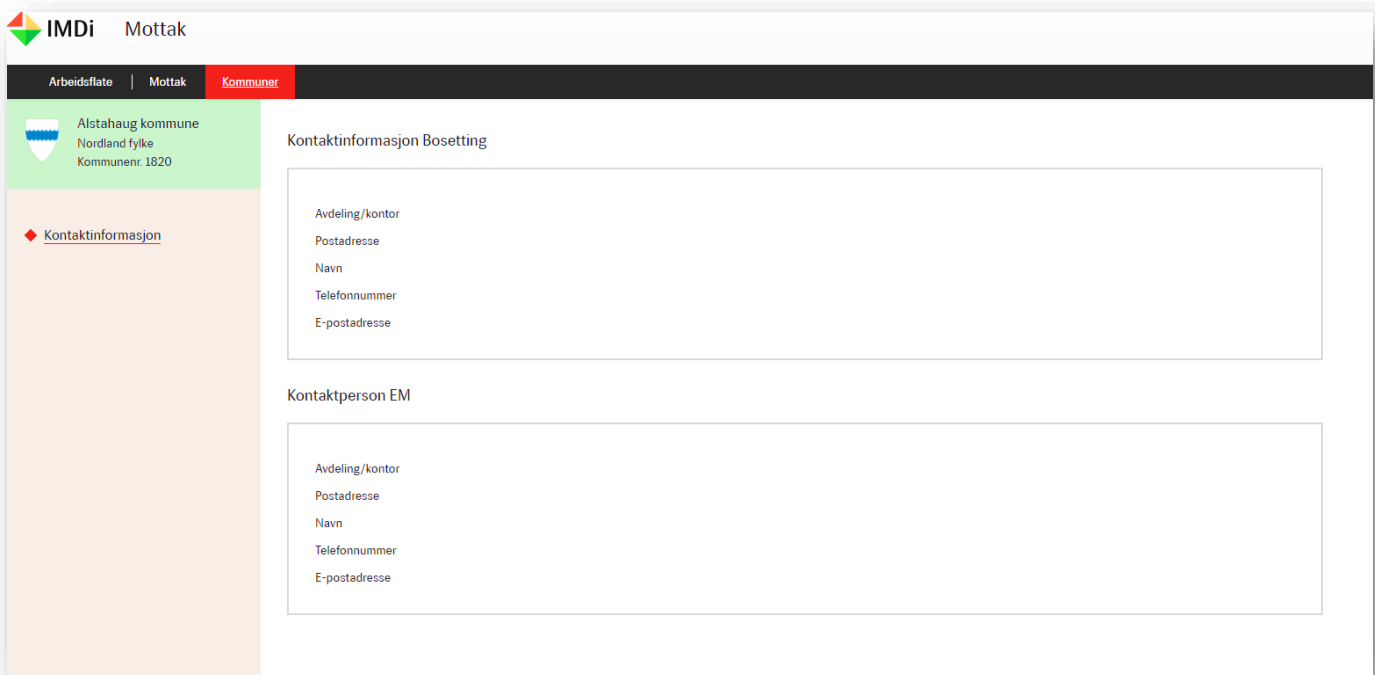 IMDi Mottak
Arbeidsflate | Mottak Kommuner
Alstahaug kommune
Nordland fylke
Kommunenr. 1820
Kontaktinformasjon
Kontaktinformasjon Bosetting
Avdeling/kontor
Postadresse
Navn
Telefonnummer
E-postadresse
Kontaktperson EM
Avdeling/kontor
Postadresse
Navn
Telefonnummer
E-postadresse